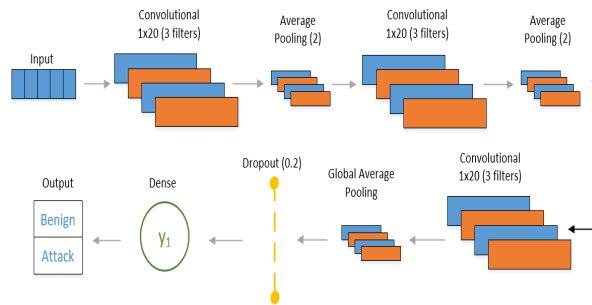 Input
Convolutional
1x20 (3 filters)
Average
Pooling (2)
Convolutional
1x20 (3 filters)
Average
Pooling (2)
Output
Benign
Attack
Dense
y1
Dropout (0.2)
Global Average
Pooling
Convolutional
1x20 (3 filters)